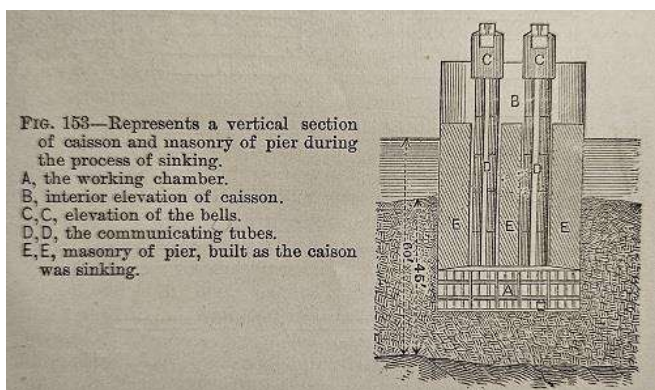 FIG. 153—Represents a vertical section
of caisson and masonry of pier during
the process of sinking.
A, the working chamber.
B, interior elevation of caisson.
C,C, elevation of the bells.
D,D, the communicating tubes.
E,E, masonry of pier, built as the caison
was sinking.
C C
B
D D
E E E
60' 45'
A